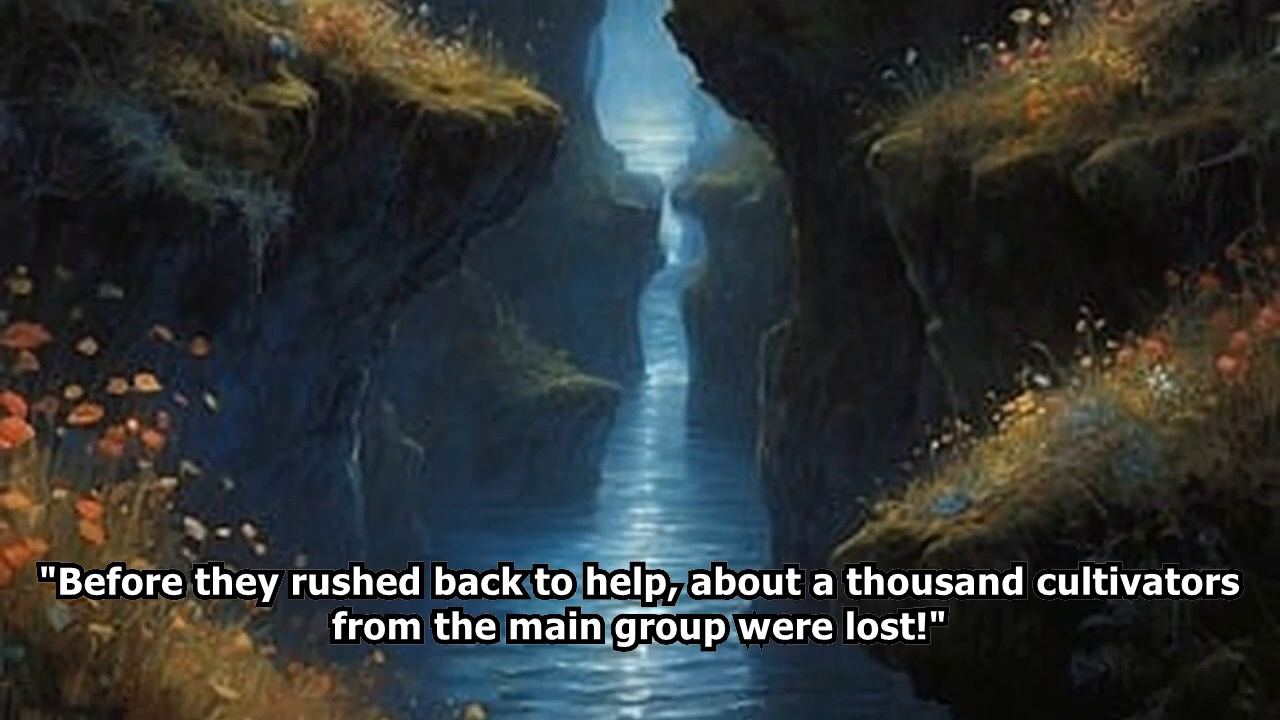 "Before they rushed back to help, about a thousand cultivators
from the main group were lost!"